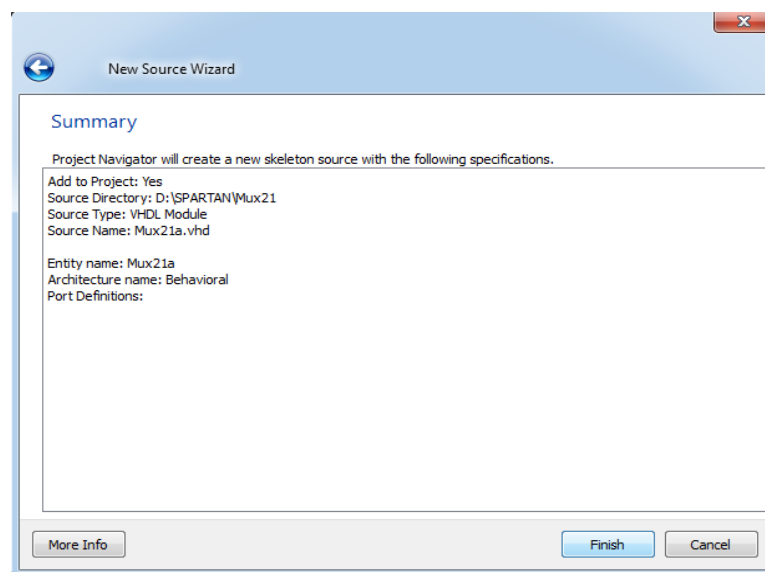 New Source Wizard
Summary
Project Navigator will create a new skeleton source with the following specifications.
Add to Project: Yes
Source Directory: D:\SPARTAN\Mux21
Source Type: VHDL Module
Source Name: Mux21a.vhd
Entity name: Mux21a
Architecture name: Behavioral
Port Definitions:
More Info
Finish
Cancel